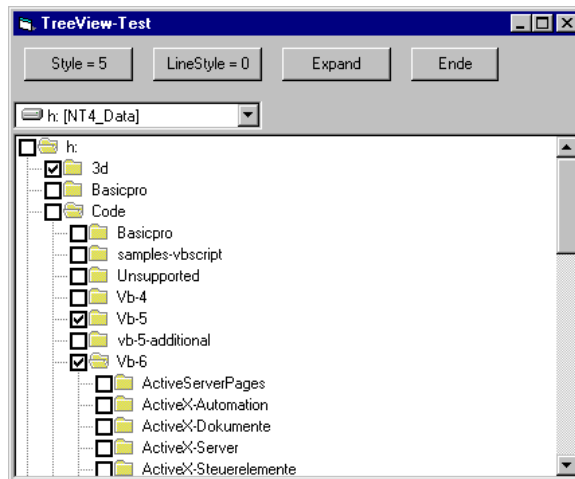 TreeView-Test
Style = 5 LineStyle = 0 Expand Ende
h: [NT4_Data]
h:
3d
Basicpro
Code
Basicpro
samples-vbscript
Unsupported
Vb-4
Vb-5
vb-5-additional
Vb-6
ActiveServerPages
ActiveX-Automation
ActiveX-Dokumente
ActiveX-Server
ActiveX-Steuerelemente